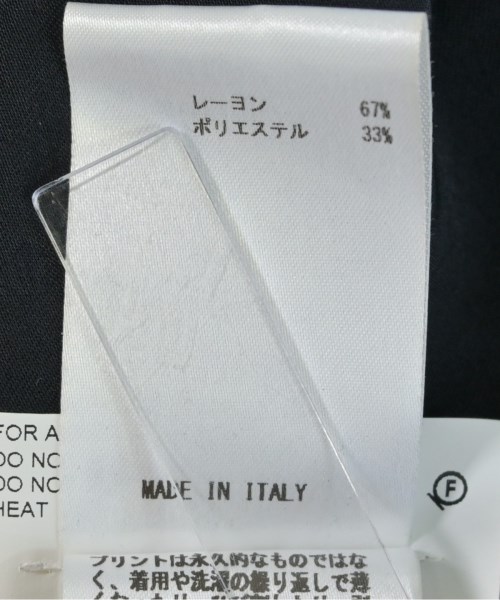 レーヨン 67%
ポリエステル 33%
FOR A
DO NO
DO NO
HEAT
MADE IN ITALY
F
プリントは永久的なものではな
く、着用や洗濯の繰り返しで薄